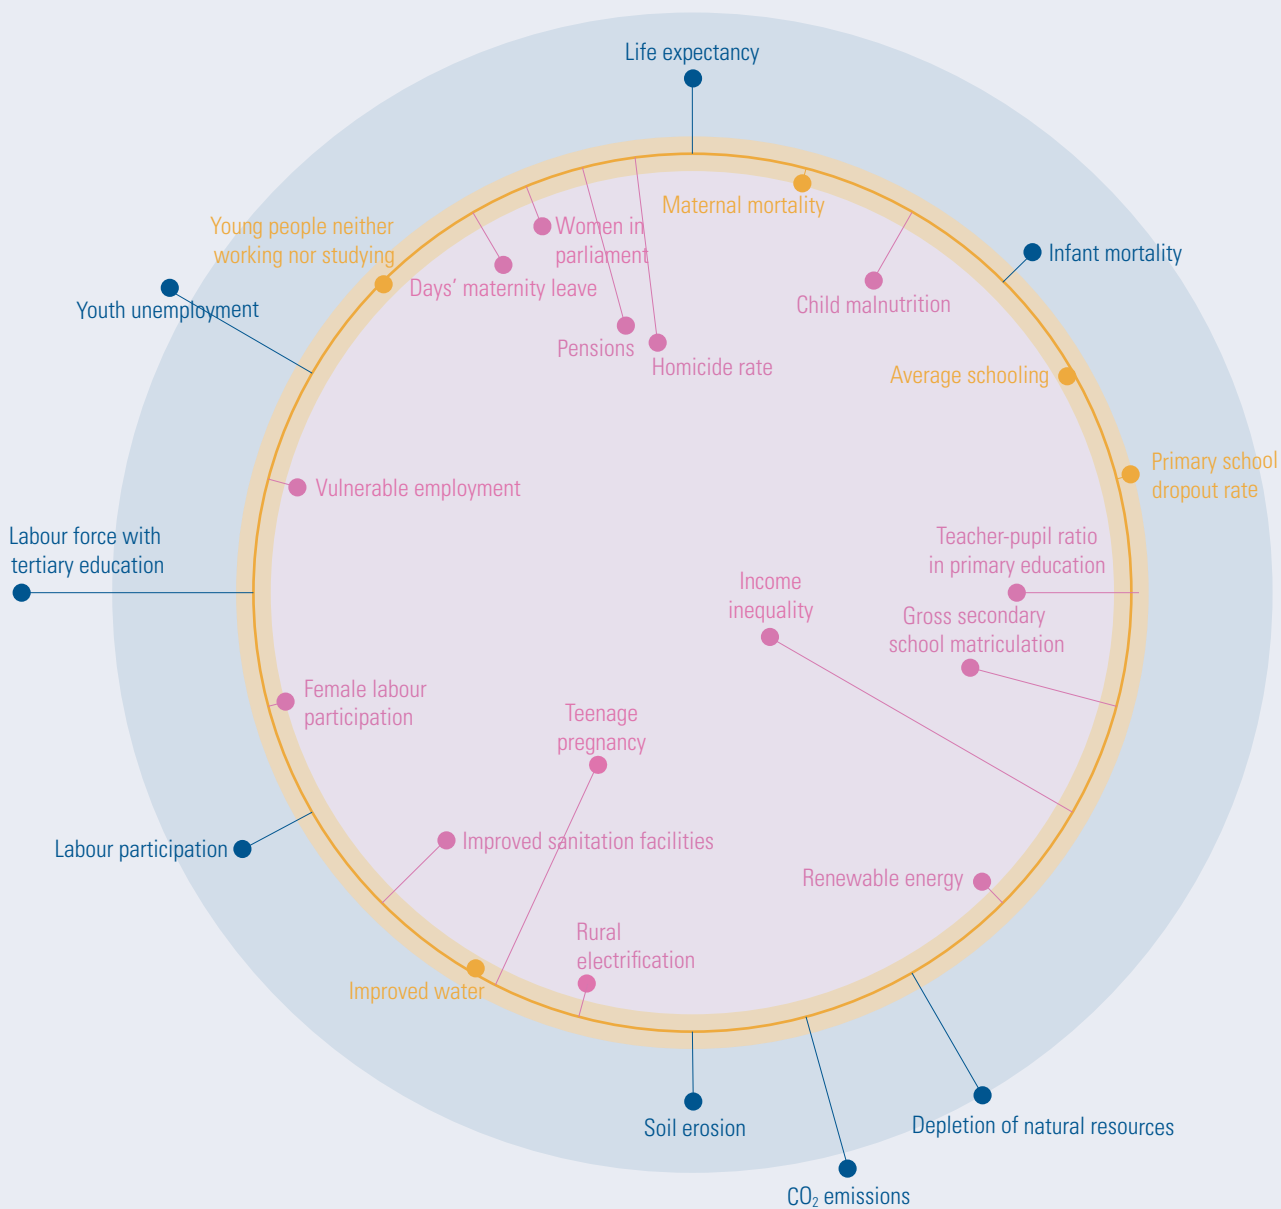 Life expectancy
Maternal mortality
Young people neither
working nor studying
Women in
parliament
Infant mortality
Days' maternity leave
Child malnutrition
Youth unemployment
Pensions
Homicide rate
Average schooling
Primary school
dropout rate
Vulnerable employment
Labour force with
tertiary education
Teacher-pupil ratio
in primary education
Income
inequality
Gross secondary
school matriculation
Female labour
participation
Teenage
pregnancy
Labour participation
Improved sanitation facilities
Renewable energy
Rural
electrification
Improved water
Soil erosion
Depletion of natural resources
CO₂ emissions